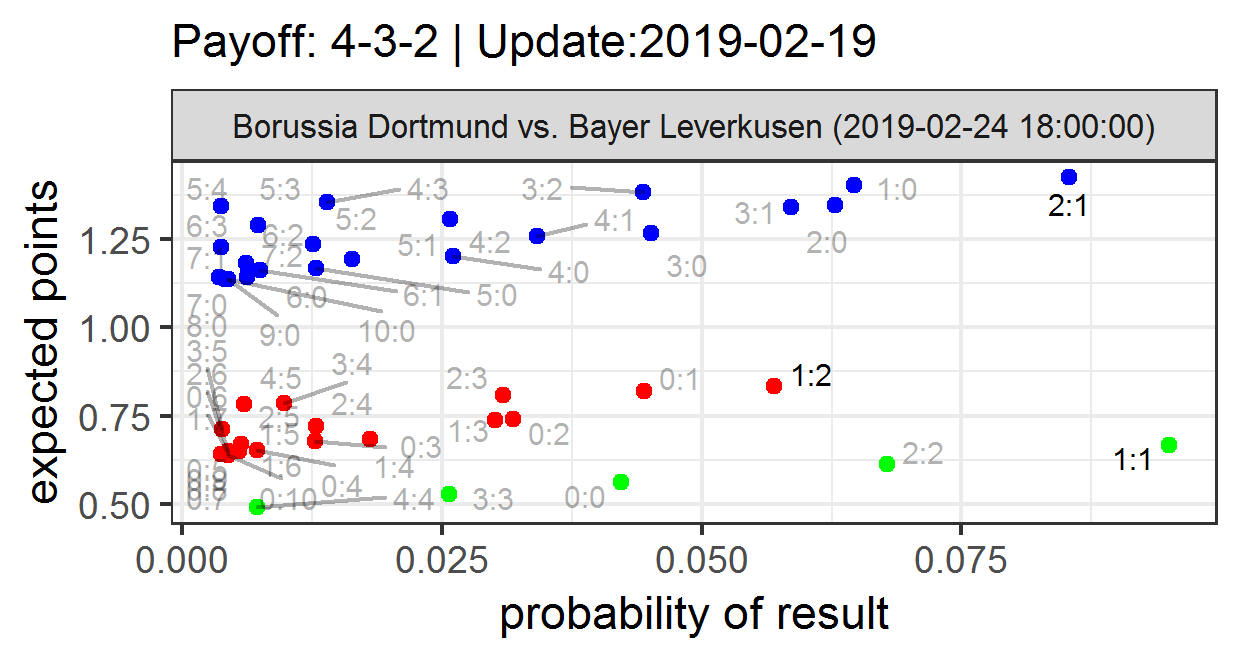 Payoff: 4-3-2 | Update:2019-02-19
Borussia Dortmund vs. Bayer Leverkusen (2019-02-24 18:00:00)
expected points
1.25
1.00
0.75
0.50
5:4 5:3 4:3 3:2 1:0
2:1
5:2 4:1 3:1
6:3 6:2 5:1 4:2 2:0
7:2 4:0 3:0
6:0 6:1 5:0
7:0
8:0 9:0 10:0
3:5 3:4
2:6 4:5 2:3 0:1 1:2
0:6 2:4
1:7 2:5
1:5 0:3 1:3 0:2
1:6 1:4 2:2 1:1
0:4
0:7 0:10 4:4 3:3 0:0
0.000 0.025 0.050 0.075
probability of result